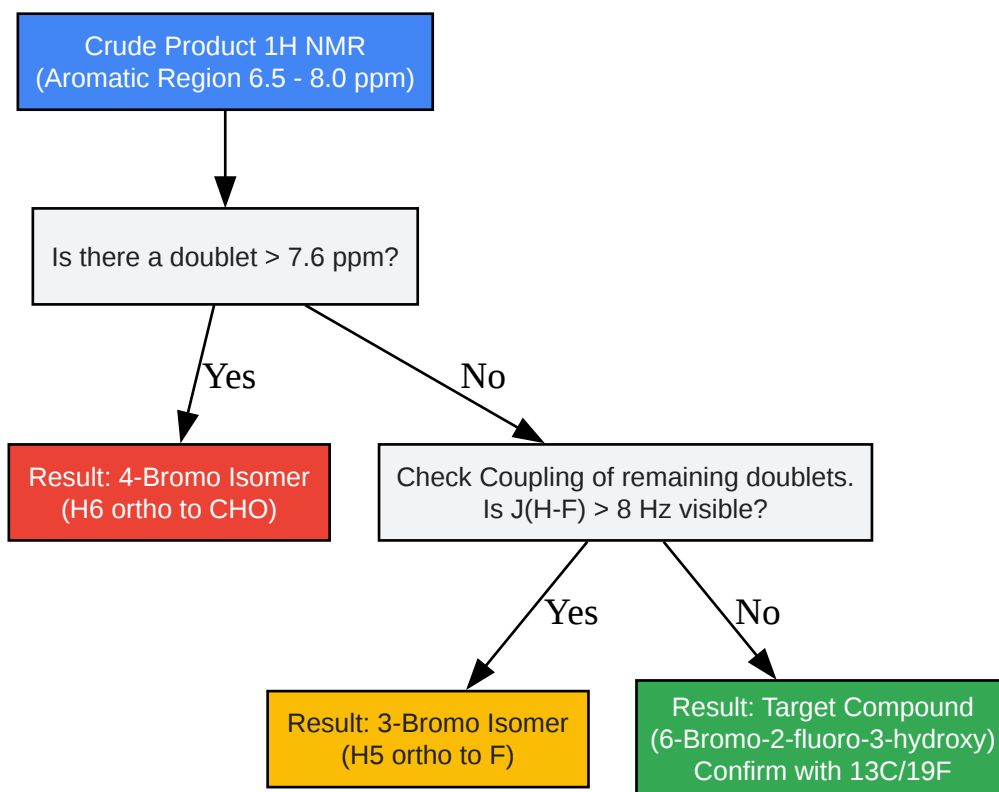 Crude Product 1H NMR
(Aromatic Region 6.5 - 8.0 ppm)
Is there a doublet > 7.6 ppm?
Yes
No
Result: 4-Bromo Isomer
(H6 ortho to CHO)
Check Coupling of remaining doublets.
Is J(H-F) > 8 Hz visible?
Yes
No
Result: 3-Bromo Isomer
(H5 ortho to F)
Result: Target Compound
(6-Bromo-2-fluoro-3-hydroxy)
Confirm with 13C/19F